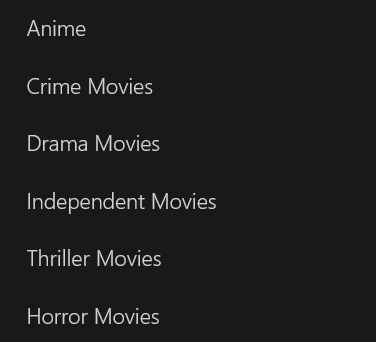 Anime
Crime Movies
Drama Movies
Independent Movies
Thriller Movies
Horror Movies